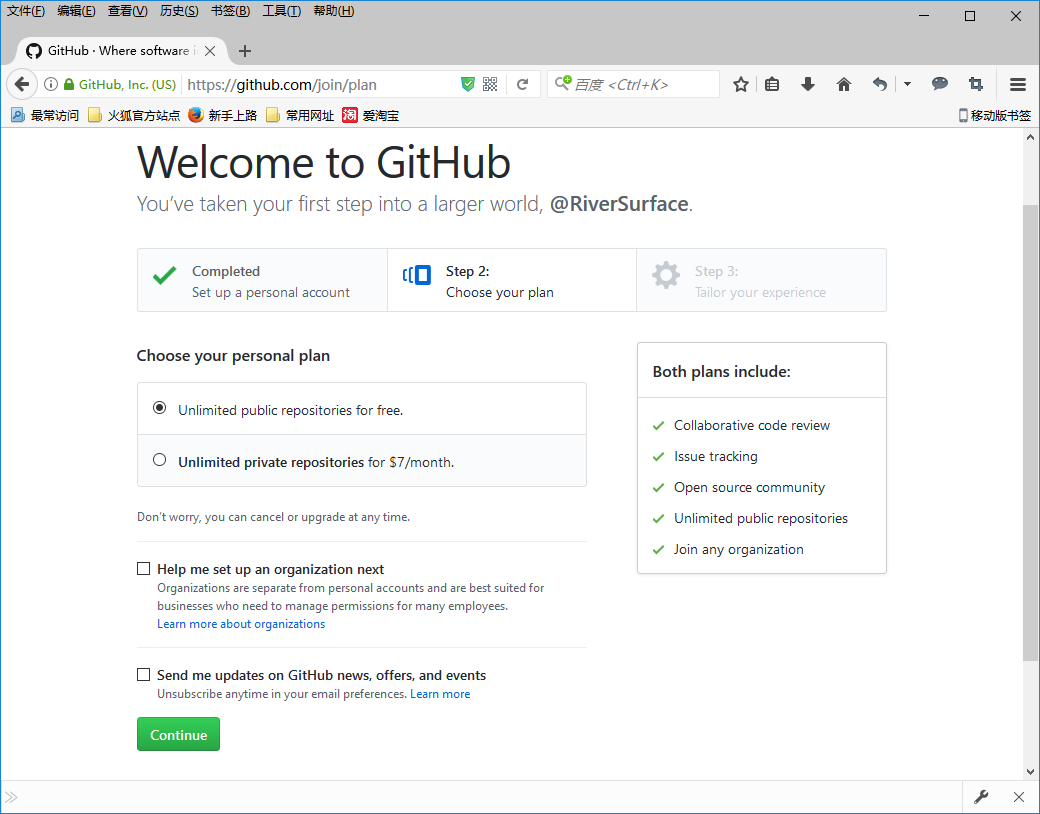 文件(F) 编辑(E) 查看(V) 历史(S) 书签(B) 工具(T) 帮助(H)
GitHub · Where software i
GitHub, Inc. (US) https://github.com/join/plan 百度 <Ctrl+K>
最常访问 火狐官方站点 新手上路 常用网址 淘 爱淘宝 移动版书签
Welcome to GitHub
You’ve taken your first step into a larger world, @RiverSurface.
Completed
Set up a personal account
Step 2:
Choose your plan
Step 3:
Tailor your experience
Choose your personal plan
Unlimited public repositories for free.
Unlimited private repositories for $7/month.
Don’t worry, you can cancel or upgrade at any time.
Help me set up an organization next
Organizations are separate from personal accounts and are best suited for
businesses who need to manage permissions for many employees.
Learn more about organizations
Send me updates on GitHub news, offers, and events
Unsubscribe anytime in your email preferences. Learn more
Continue
Both plans include:
Collaborative code review
Issue tracking
Open source community
Unlimited public repositories
Join any organization